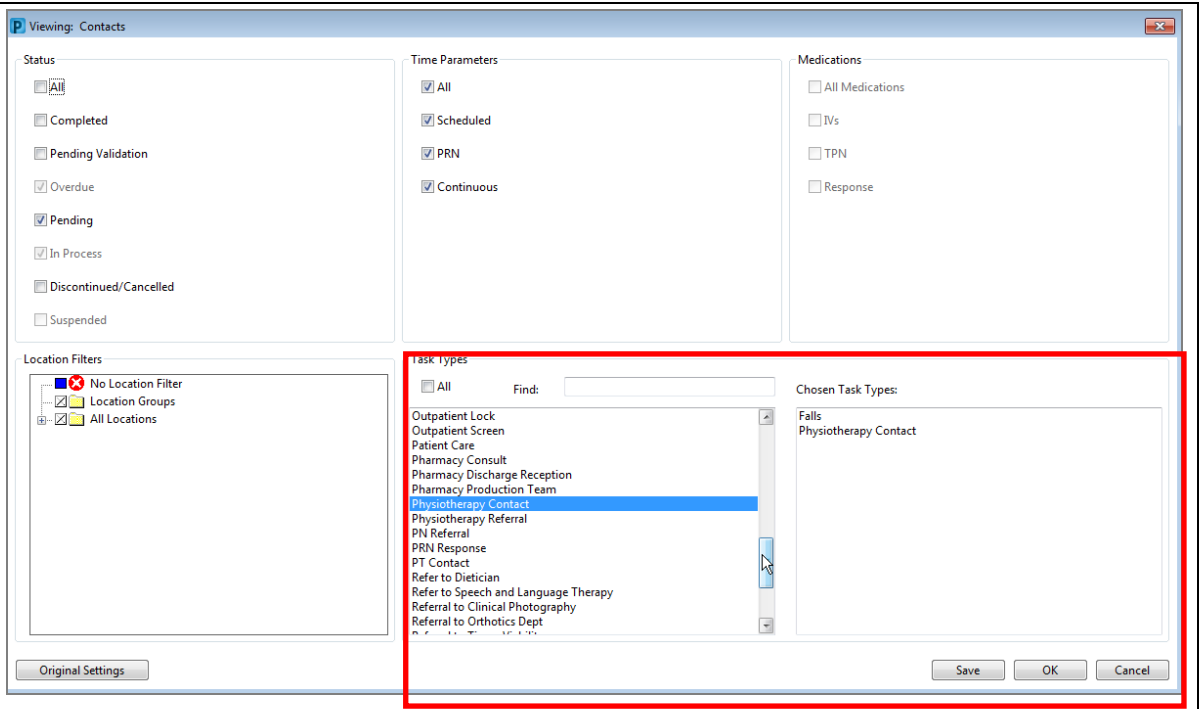 Viewing: Contacts
Status
All
Completed
Pending Validation
Overdue
Pending
In Process
Discontinued/Cancelled
Suspended
Time Parameters
All
Scheduled
PRN
Continuous
Medications
All Medications
IVs
TPN
Response
Location Filters
No Location Filter
Location Groups
All Locations
Task Types
All
Find:
Outpatient Lock
Outpatient Screen
Patient Care
Pharmacy Consult
Pharmacy Discharge Reception
Pharmacy Production Team
Physiotherapy Contact
Physiotherapy Referral
PN Referral
PRN Response
PT Contact
Refer to Dietician
Refer to Speech and Language Therapy
Referral to Clinical Photography
Referral to Orthotics Dept
Chosen Task Types:
Falls
Physiotherapy Contact
Original Settings
Save
OK
Cancel